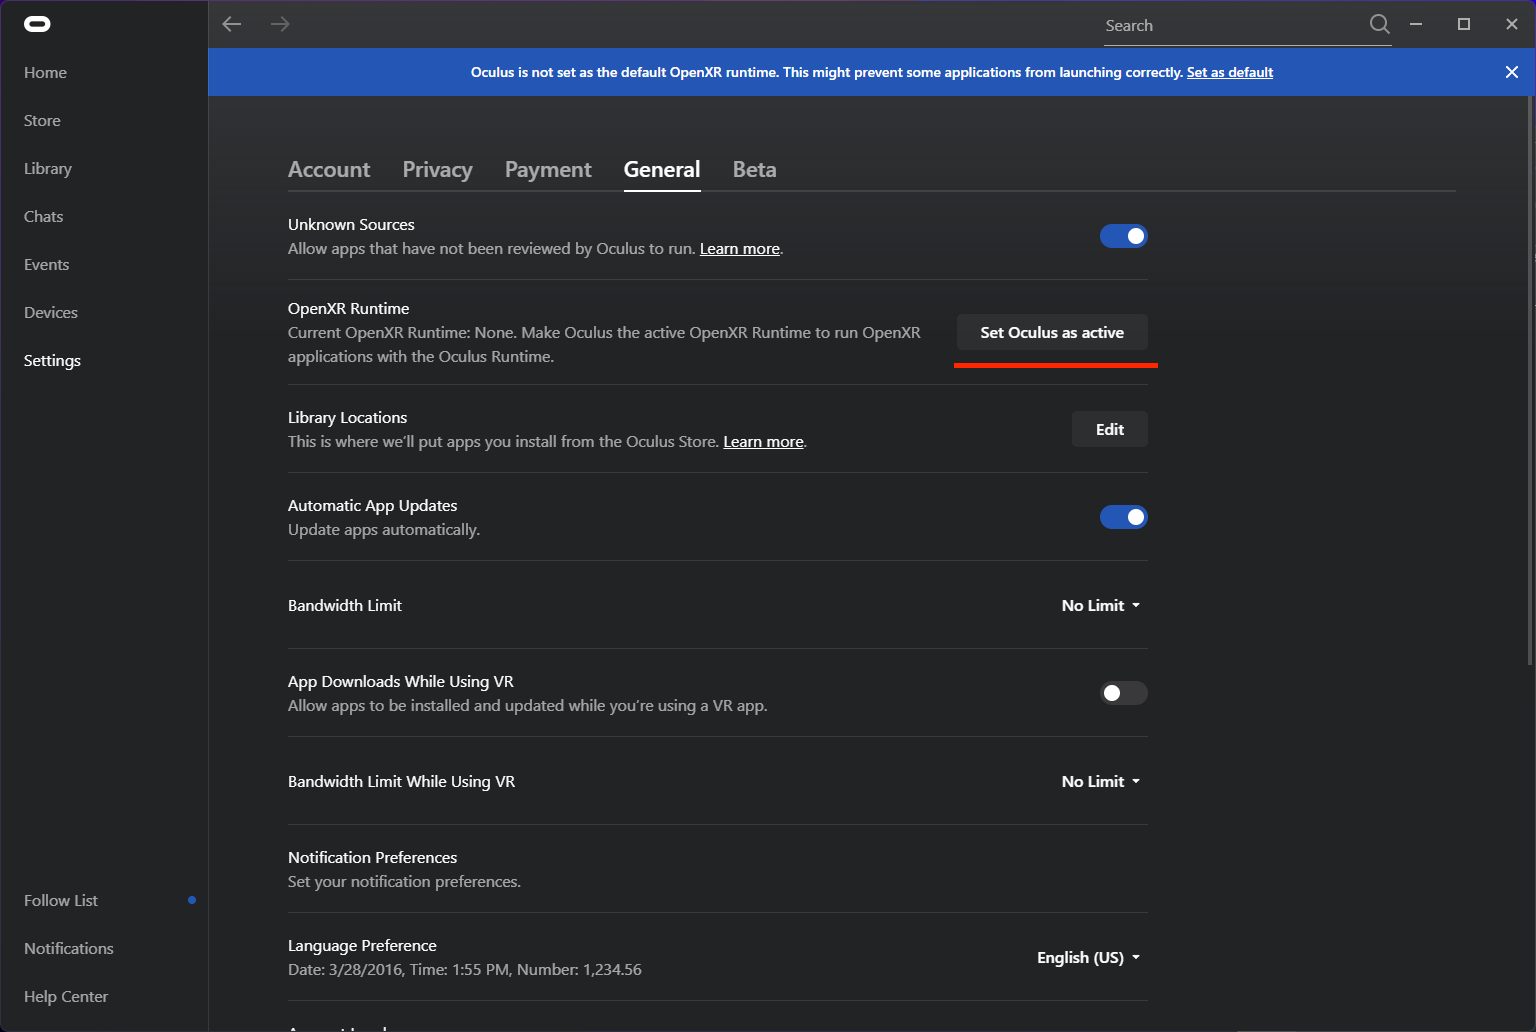 Search
Oculus is not set as the default OpenXR runtime. This might prevent some applications from launching correctly. Set as default
Home
Store
Library
Chats
Events
Devices
Settings
Follow List
Notifications
Help Center
Account Privacy Payment General Beta
Unknown Sources
Allow apps that have not been reviewed by Oculus to run. Learn more.
OpenXR Runtime
Current OpenXR Runtime: None. Make Oculus the active OpenXR Runtime to run OpenXR
applications with the Oculus Runtime.
Set Oculus as active
Library Locations
This is where we'll put apps you install from the Oculus Store. Learn more.
Edit
Automatic App Updates
Update apps automatically.
Bandwidth Limit
No Limit
App Downloads While Using VR
Allow apps to be installed and updated while you're using a VR app.
Bandwidth Limit While Using VR
No Limit
Notification Preferences
Set your notification preferences.
Language Preference
Date: 3/28/2016, Time: 1:55 PM, Number: 1,234.56
English (US)